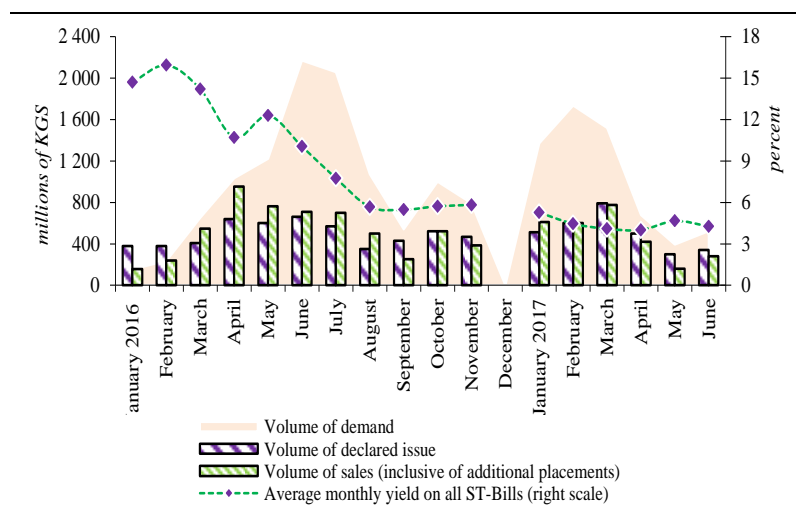 2 400
2 000
1 600
1 200
800
400
0
millions of KGS
18
15
12
9
6
3
0
percent
anuary 2016
February
March
April
May
June
July
August
September
October
November
December
January 2017
February
March
April
May
June
Volume of demand
Volume of declared issue
Volume of sales (inclusive of additional placements)
Average monthly yield on all ST-Bills (right scale)